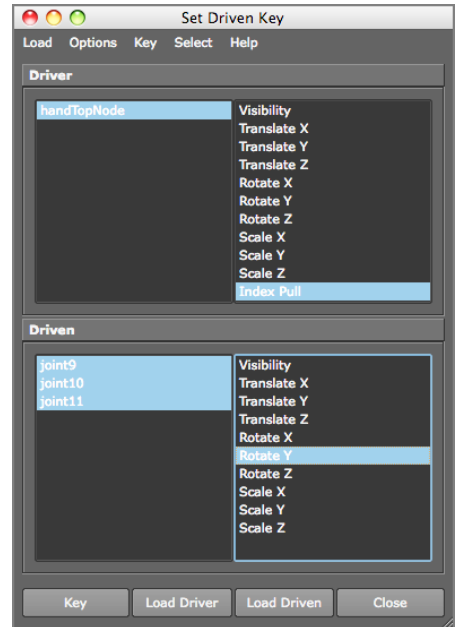 Set Driven Key
Load Options Key Select Help
Driver
handTopNode
Visibility
Translate X
Translate Y
Translate Z
Rotate X
Rotate Y
Rotate Z
Scale X
Scale Y
Scale Z
Index Pull
Driven
joint9
joint10
joint11
Visibility
Translate X
Translate Y
Translate Z
Rotate X
Rotate Y
Rotate Z
Scale X
Scale Y
Scale Z
Key Load Driver Load Driven Close